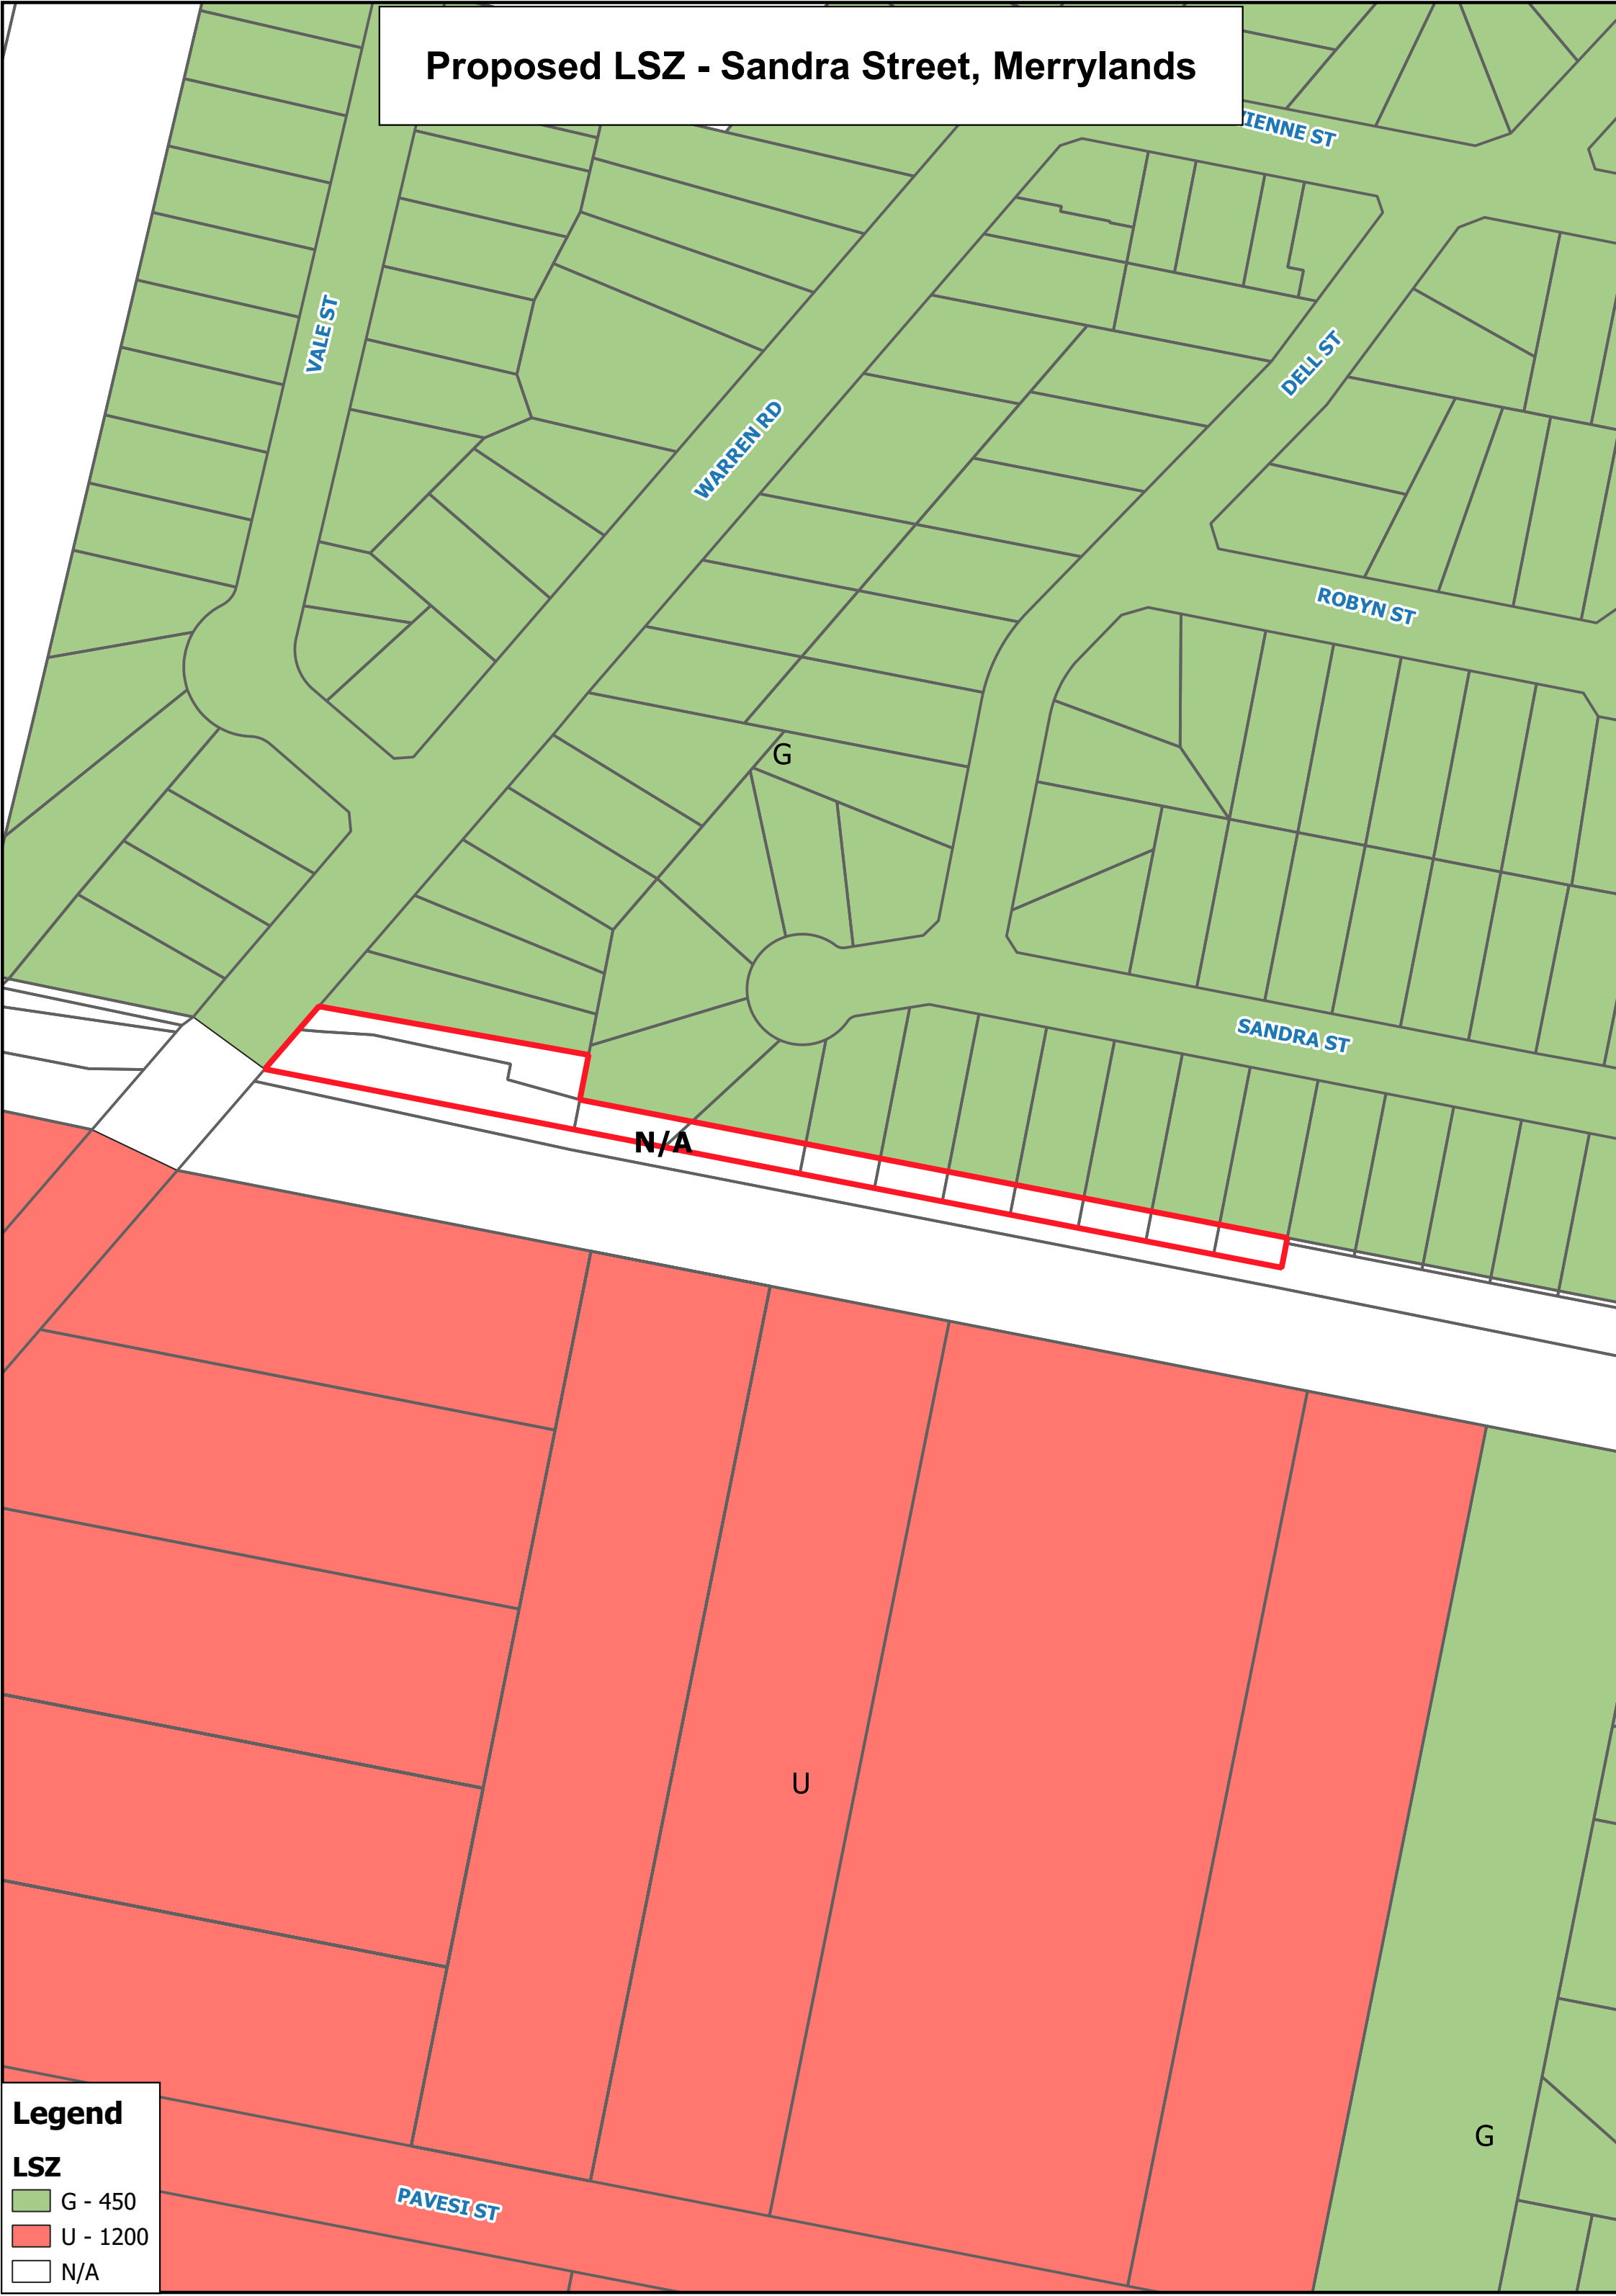 Proposed LSZ - Sandra Street, Merrylands
IENNE ST
VALE ST
DELL ST
WARREN RD
ROBYN ST
G
SANDRA ST
N/A
U
G
PAVESI ST
Legend
LSZ
G - 450
U - 1200
N/A